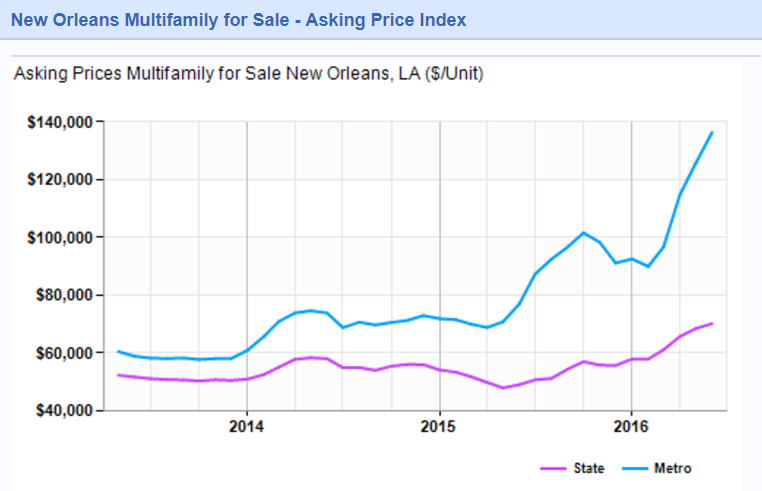 New Orleans Multifamily for Sale - Asking Price Index
Asking Prices Multifamily for Sale New Orleans, LA ($/Unit)
$140,000
$120,000
$100,000
$80,000
$60,000
$40,000
2014 2015 2016
State Metro